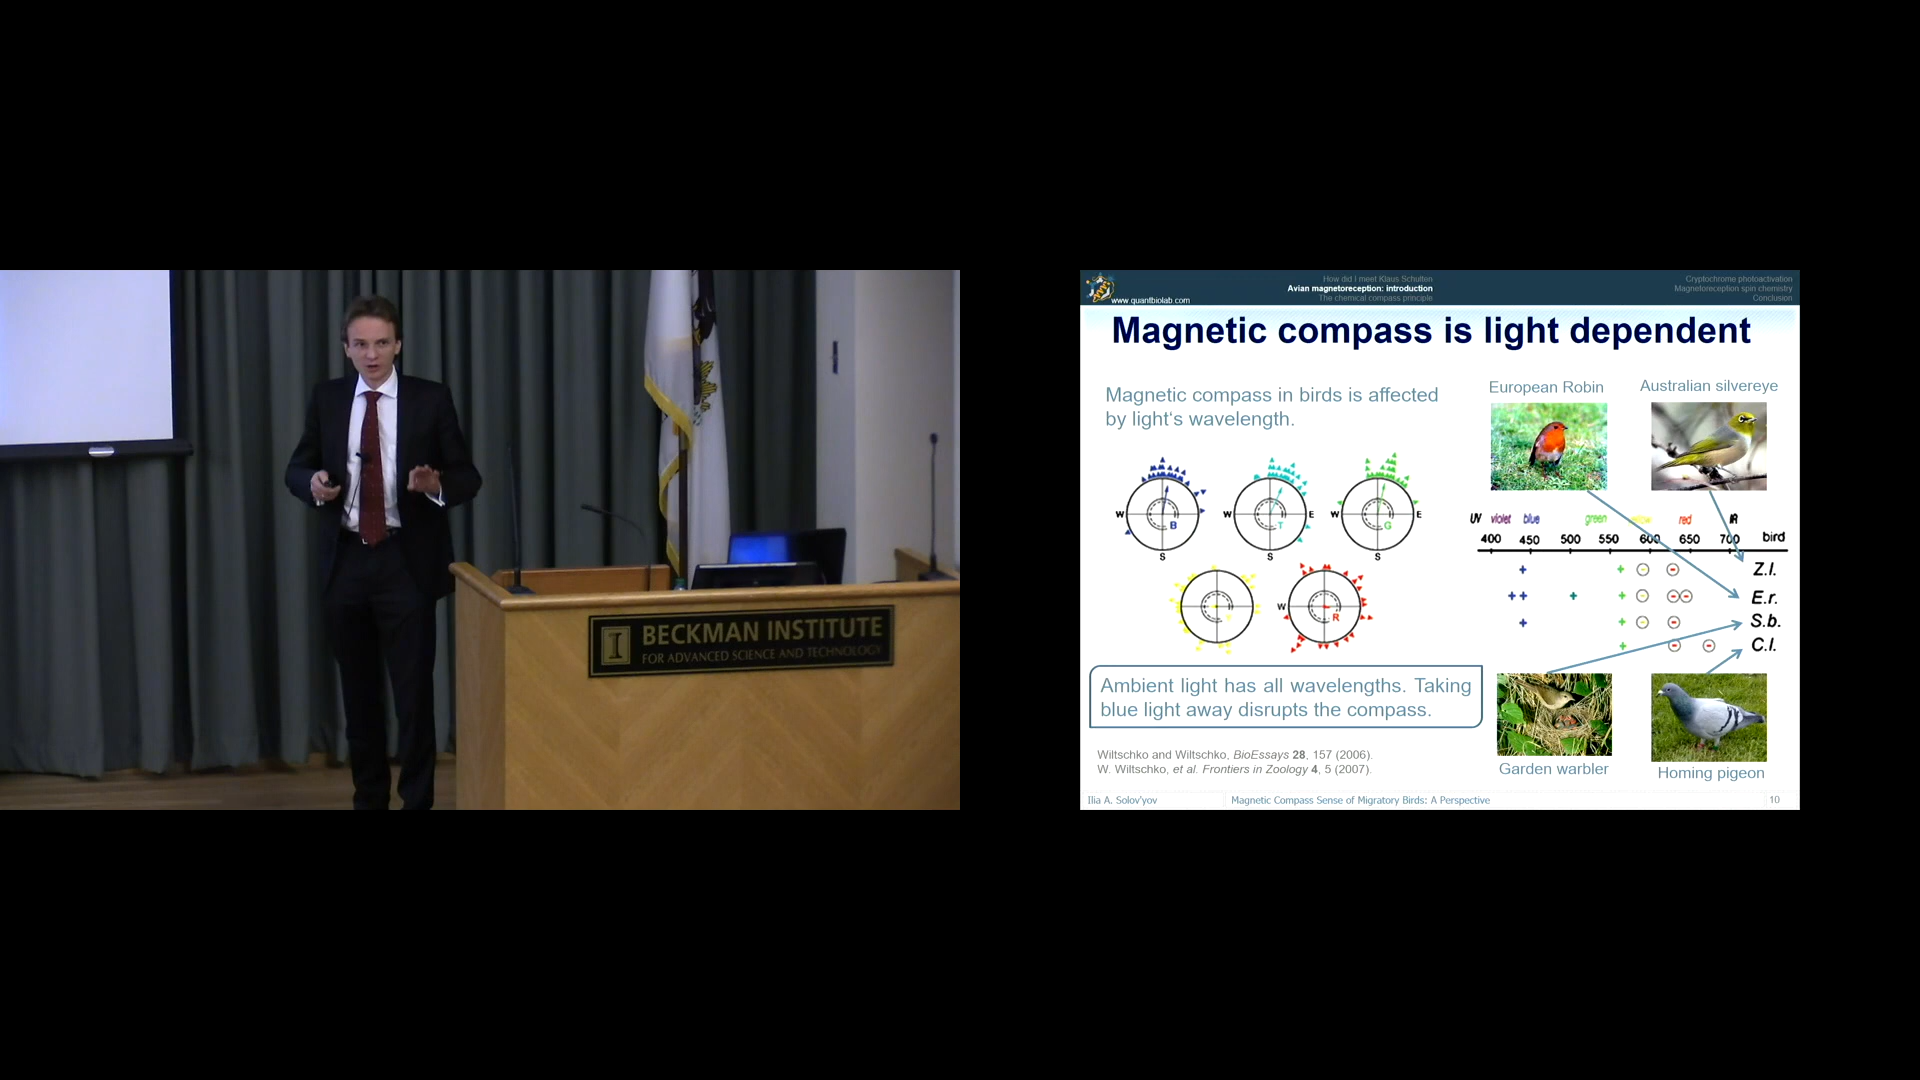 BECKMAN INSTITUTE
FOR ADVANCED SCIENCE AND TECHNOLOGY
www.quantbiolab.com
How did I meet Klaus Schulten
Avian magnetoreception: introduction
The chemical compass principle
Cryptochrome photoactivation
Magnetoreception spin chemistry
Conclusion
Magnetic compass is light dependent
Magnetic compass in birds is affected
by light's wavelength.
European Robin
Australian silvereye
W B S
W E T S
W E G S
W R
UV violet blue green yellow red IR
400 450 500 550 600 650 700 bird
Z.l.
E.r.
S.b.
C.l.
Ambient light has all wavelengths. Taking
blue light away disrupts the compass.
Wiltschko and Wiltschko, BioEssays 28, 157 (2006).
W. Wiltschko, et al. Frontiers in Zoology 4, 5 (2007).
Garden warbler
Homing pigeon
Ilia A. Solov'yov
Magnetic Compass Sense of Migratory Birds: A Perspective
10